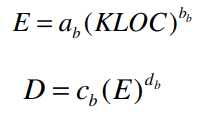 E = a_b (KLOC)^{b_b}
D = c_b (E)^{d_b}